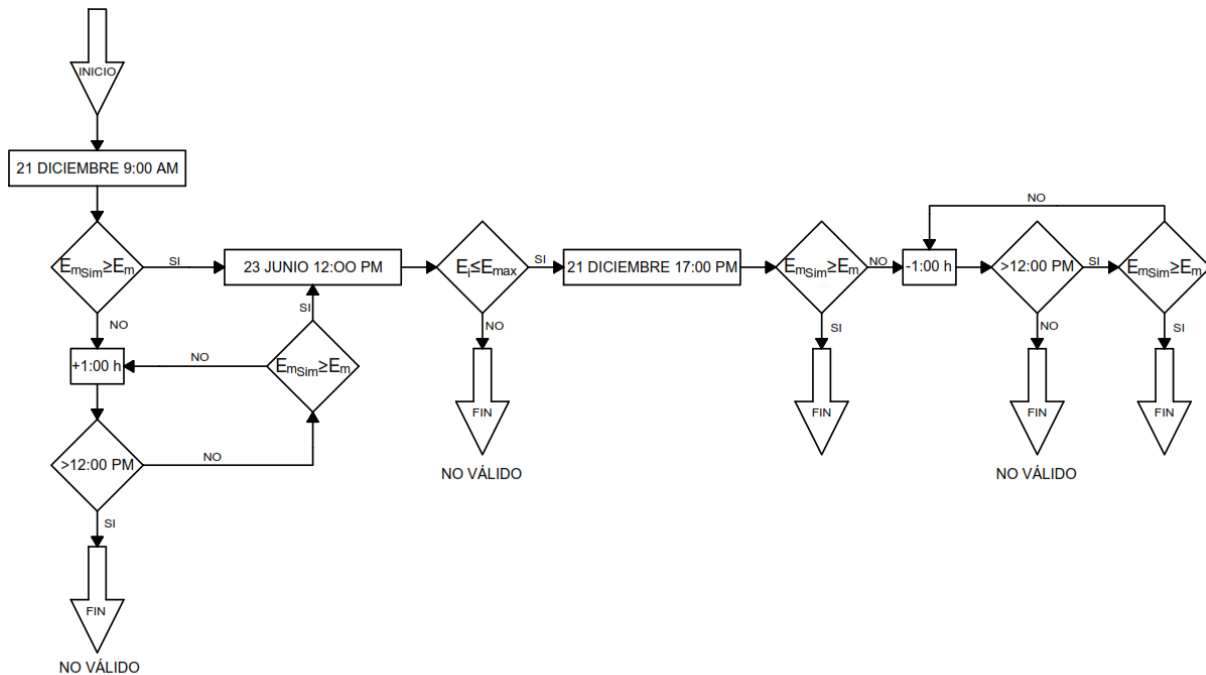 INICIO
21 DICIEMBRE 9:00 AM
EmSim≥Em
SI
NO
+1:00 h
>12:00 PM
NO
SI
FIN
NO VÁLIDO
NO
EmSim≥Em
SI
23 JUNIO 12:OO PM
Ei≤Emax
SI
NO
FIN
NO VÁLIDO
21 DICIEMBRE 17:00 PM
EmSim≥Em
NO
SI
FIN
-1:00 h
>12:00 PM
SI
NO
FIN
NO VÁLIDO
NO
EmSim≥Em
SI
FIN